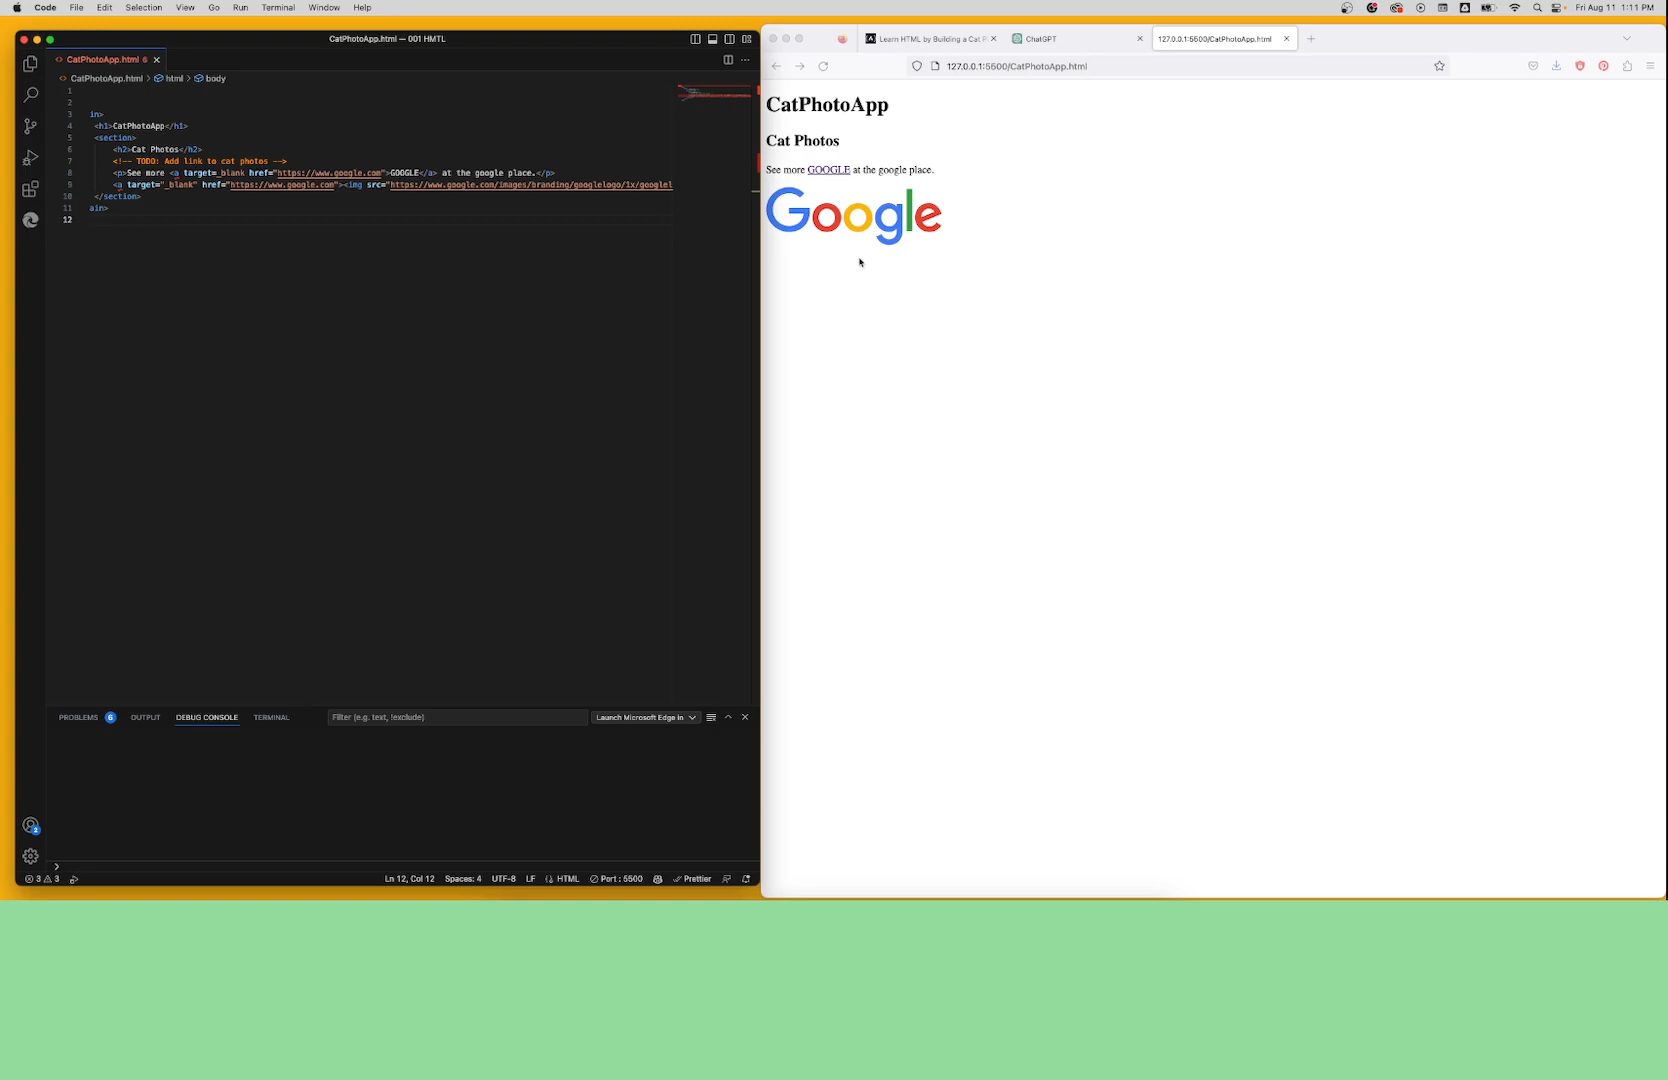 Code File Edit Selection View Go Run Terminal Window Help
Fri Aug 11 1:11 PM
CatPhotoApp.html — 001 HMTL
CatPhotoApp.html 6
CatPhotoApp.html > html > body
1
2
3 in>
4 <h1>CatPhotoApp</h1>
5 <section>
6 <h2>Cat Photos</h2>
7 <!-- TODO: Add link to cat photos -->
8 <p>See more <a target=_blank href="https://www.google.com">GOOGLE</a> at the google place.</p>
9 <a target="_blank" href="https://www.google.com"><img src="https://www.google.com/images/branding/googlelogo/1x/googlel
10 </section>
11 ain>
12
PROBLEMS 6 OUTPUT DEBUG CONSOLE TERMINAL
Filter (e.g. text, !exclude)
Launch Microsoft Edge in
2
3 3
Ln 12, Col 12 Spaces: 4 UTF-8 LF HTML Port : 5500 Prettier
Learn HTML by Building a Cat P
ChatGPT
127.0.0.1:5500/CatPhotoApp.html
127.0.0.1:5500/CatPhotoApp.html
CatPhotoApp
Cat Photos
See more GOOGLE at the google place.
Google